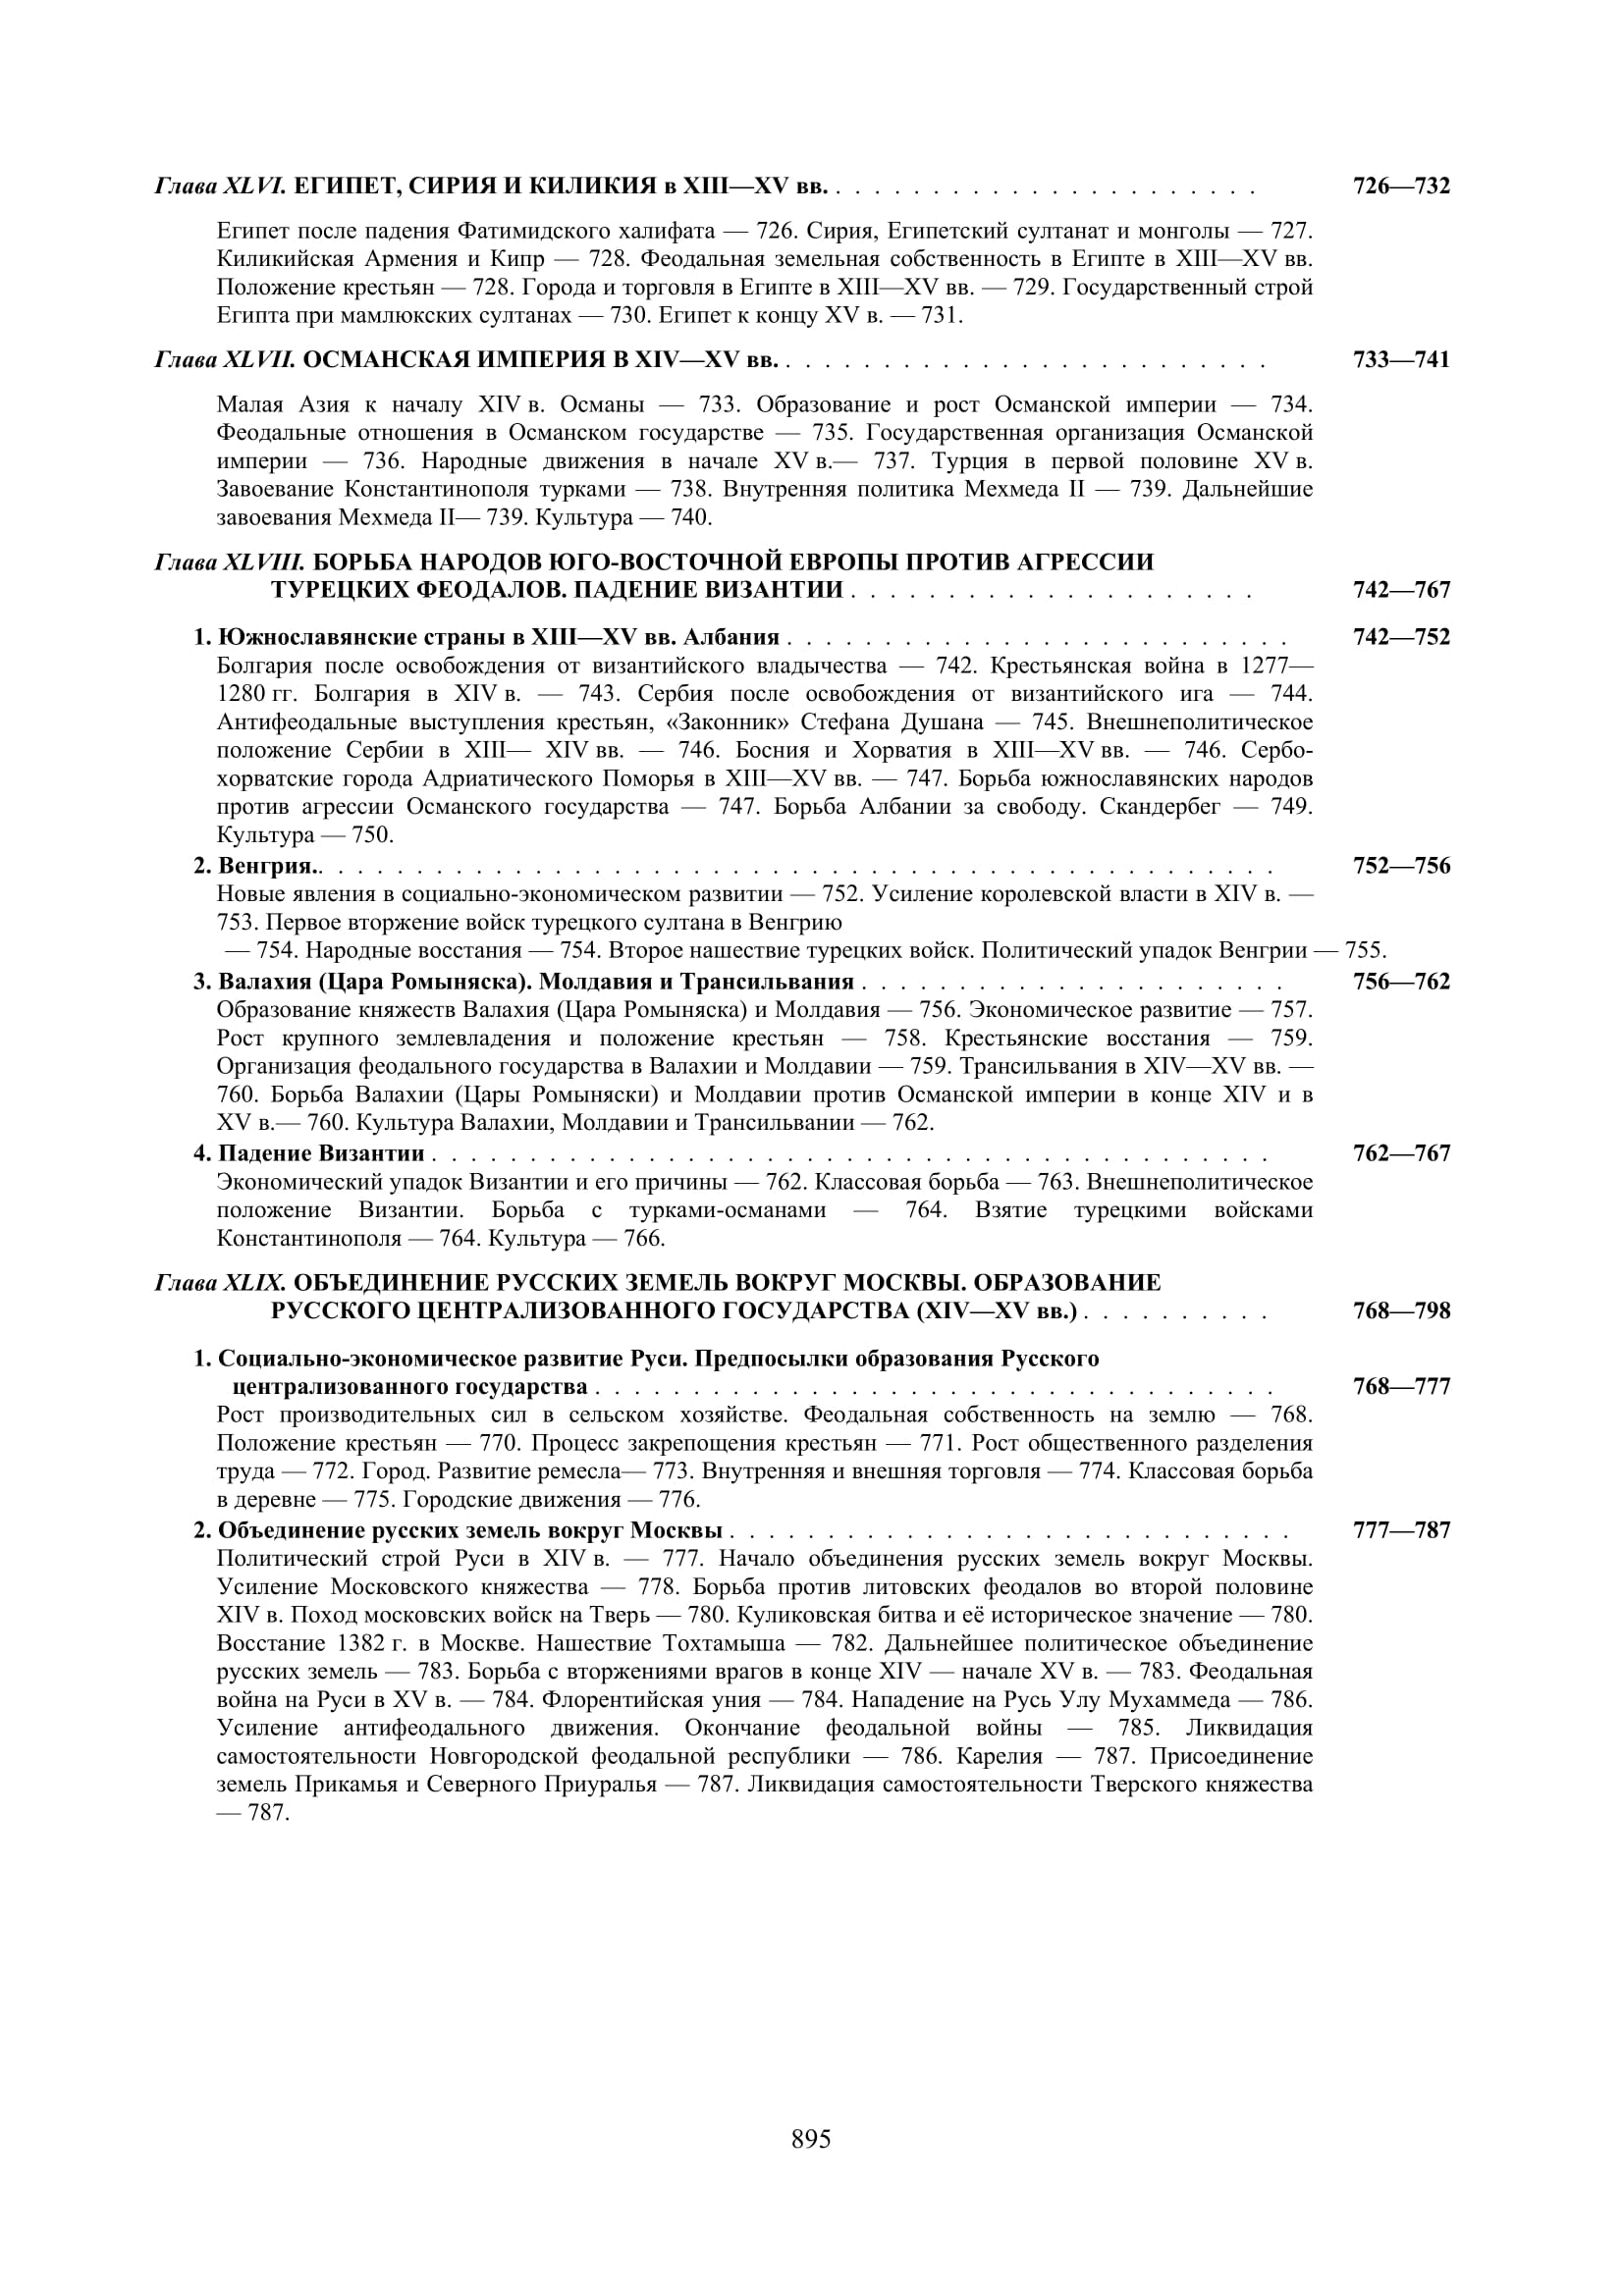 Глава XLVI. ЕГИПЕТ, СИРИЯ И КИЛИКИЯ в XIII—XV вв. . . . . . . . . . . . . . . . . . . . . . . 726—732
Египет после падения Фатимидского халифата — 726. Сирия, Египетский султанат и монголы — 727.
Киликийская Армения и Кипр — 728. Феодальная земельная собственность в Египте в XIII—XV вв.
Положение крестьян — 728. Города и торговля в Египте в XIII—XV вв. — 729. Государственный строй
Египта при мамлюкских султанах — 730. Египет к концу XV в. — 731.
Глава XLVII. ОСМАНСКАЯ ИМПЕРИЯ В XIV—XV вв. . . . . . . . . . . . . . . . . . . . . . . . . . 733—741
Малая Азия к началу XIV в. Османы — 733. Образование и рост Османской империи — 734.
Феодальные отношения в Османском государстве — 735. Государственная организация Османской
империи — 736. Народные движения в начале XV в.— 737. Турция в первой половине XV в.
Завоевание Константинополя турками — 738. Внутренняя политика Мехмеда II — 739. Дальнейшие
завоевания Мехмеда II— 739. Культура — 740.
Глава XLVIII. БОРЬБА НАРОДОВ ЮГО-ВОСТОЧНОЙ ЕВРОПЫ ПРОТИВ АГРЕССИИ
ТУРЕЦКИХ ФЕОДАЛОВ. ПАДЕНИЕ ВИЗАНТИИ . . . . . . . . . . . . . . . . . . . . . 742—767
1. Южнославянские страны в XIII—XV вв. Албания . . . . . . . . . . . . . . . . . . . . . . . . . . 742—752
Болгария после освобождения от византийского владычества — 742. Крестьянская война в 1277—
1280 гг. Болгария в XIV в. — 743. Сербия после освобождения от византийского ига — 744.
Антифеодальные выступления крестьян, «Законник» Стефана Душана — 745. Внешнеполитическое
положение Сербии в XIII— XIV вв. — 746. Босния и Хорватия в XIII—XV вв. — 746. Сербо-
хорватские города Адриатического Поморья в XIII—XV вв. — 747. Борьба южнославянских народов
против агрессии Османского государства — 747. Борьба Албании за свободу. Скандербег — 749.
Культура — 750.
2. Венгрия. . . . . . . . . . . . . . . . . . . . . . . . . . . . . . . . . . . . . . . . . . . . . . . . . . 752—756
Новые явления в социально-экономическом развитии — 752. Усиление королевской власти в XIV в. —
753. Первое вторжение войск турецкого султана в Венгрию
— 754. Народные восстания — 754. Второе нашествие турецких войск. Политический упадок Венгрии — 755.
3. Валахия (Цара Ромыняска). Молдавия и Трансильвания . . . . . . . . . . . . . . . . . . . . . . 756—762
Образование княжеств Валахия (Цара Ромыняска) и Молдавия — 756. Экономическое развитие — 757.
Рост крупного землевладения и положение крестьян — 758. Крестьянские восстания — 759.
Организация феодального государства в Валахии и Молдавии — 759. Трансильвания в XIV—XV вв. —
760. Борьба Валахии (Цары Ромыняски) и Молдавии против Османской империи в конце XIV и в
XV в.— 760. Культура Валахии, Молдавии и Трансильвании — 762.
4. Падение Византии . . . . . . . . . . . . . . . . . . . . . . . . . . . . . . . . . . . . . . . . . . . 762—767
Экономический упадок Византии и его причины — 762. Классовая борьба — 763. Внешнеполитическое
положение Византии. Борьба с турками-османами — 764. Взятие турецкими войсками
Константинополя — 764. Культура — 766.
Глава XLIX. ОБЪЕДИНЕНИЕ РУССКИХ ЗЕМЕЛЬ ВОКРУГ МОСКВЫ. ОБРАЗОВАНИЕ
РУССКОГО ЦЕНТРАЛИЗОВАННОГО ГОСУДАРСТВА (XIV—XV вв.) . . . . . . . . . . 768—798
1. Социально-экономическое развитие Руси. Предпосылки образования Русского
централизованного государства . . . . . . . . . . . . . . . . . . . . . . . . . . . . . . . . . . . 768—777
Рост производительных сил в сельском хозяйстве. Феодальная собственность на землю — 768.
Положение крестьян — 770. Процесс закрепощения крестьян — 771. Рост общественного разделения
труда — 772. Город. Развитие ремесла— 773. Внутренняя и внешняя торговля — 774. Классовая борьба
в деревне — 775. Городские движения — 776.
2. Объединение русских земель вокруг Москвы . . . . . . . . . . . . . . . . . . . . . . . . . . . . . 777—787
Политический строй Руси в XIV в. — 777. Начало объединения русских земель вокруг Москвы.
Усиление Московского княжества — 778. Борьба против литовских феодалов во второй половине
XIV в. Поход московских войск на Тверь — 780. Куликовская битва и её историческое значение — 780.
Восстание 1382 г. в Москве. Нашествие Тохтамыша — 782. Дальнейшее политическое объединение
русских земель — 783. Борьба с вторжениями врагов в конце XIV — начале XV в. — 783. Феодальная
война на Руси в XV в. — 784. Флорентийская уния — 784. Нападение на Русь Улу Мухаммеда — 786.
Усиление антифеодального движения. Окончание феодальной войны — 785. Ликвидация
самостоятельности Новгородской феодальной республики — 786. Карелия — 787. Присоединение
земель Прикамья и Северного Приуралья — 787. Ликвидация самостоятельности Тверского княжества
— 787.
895